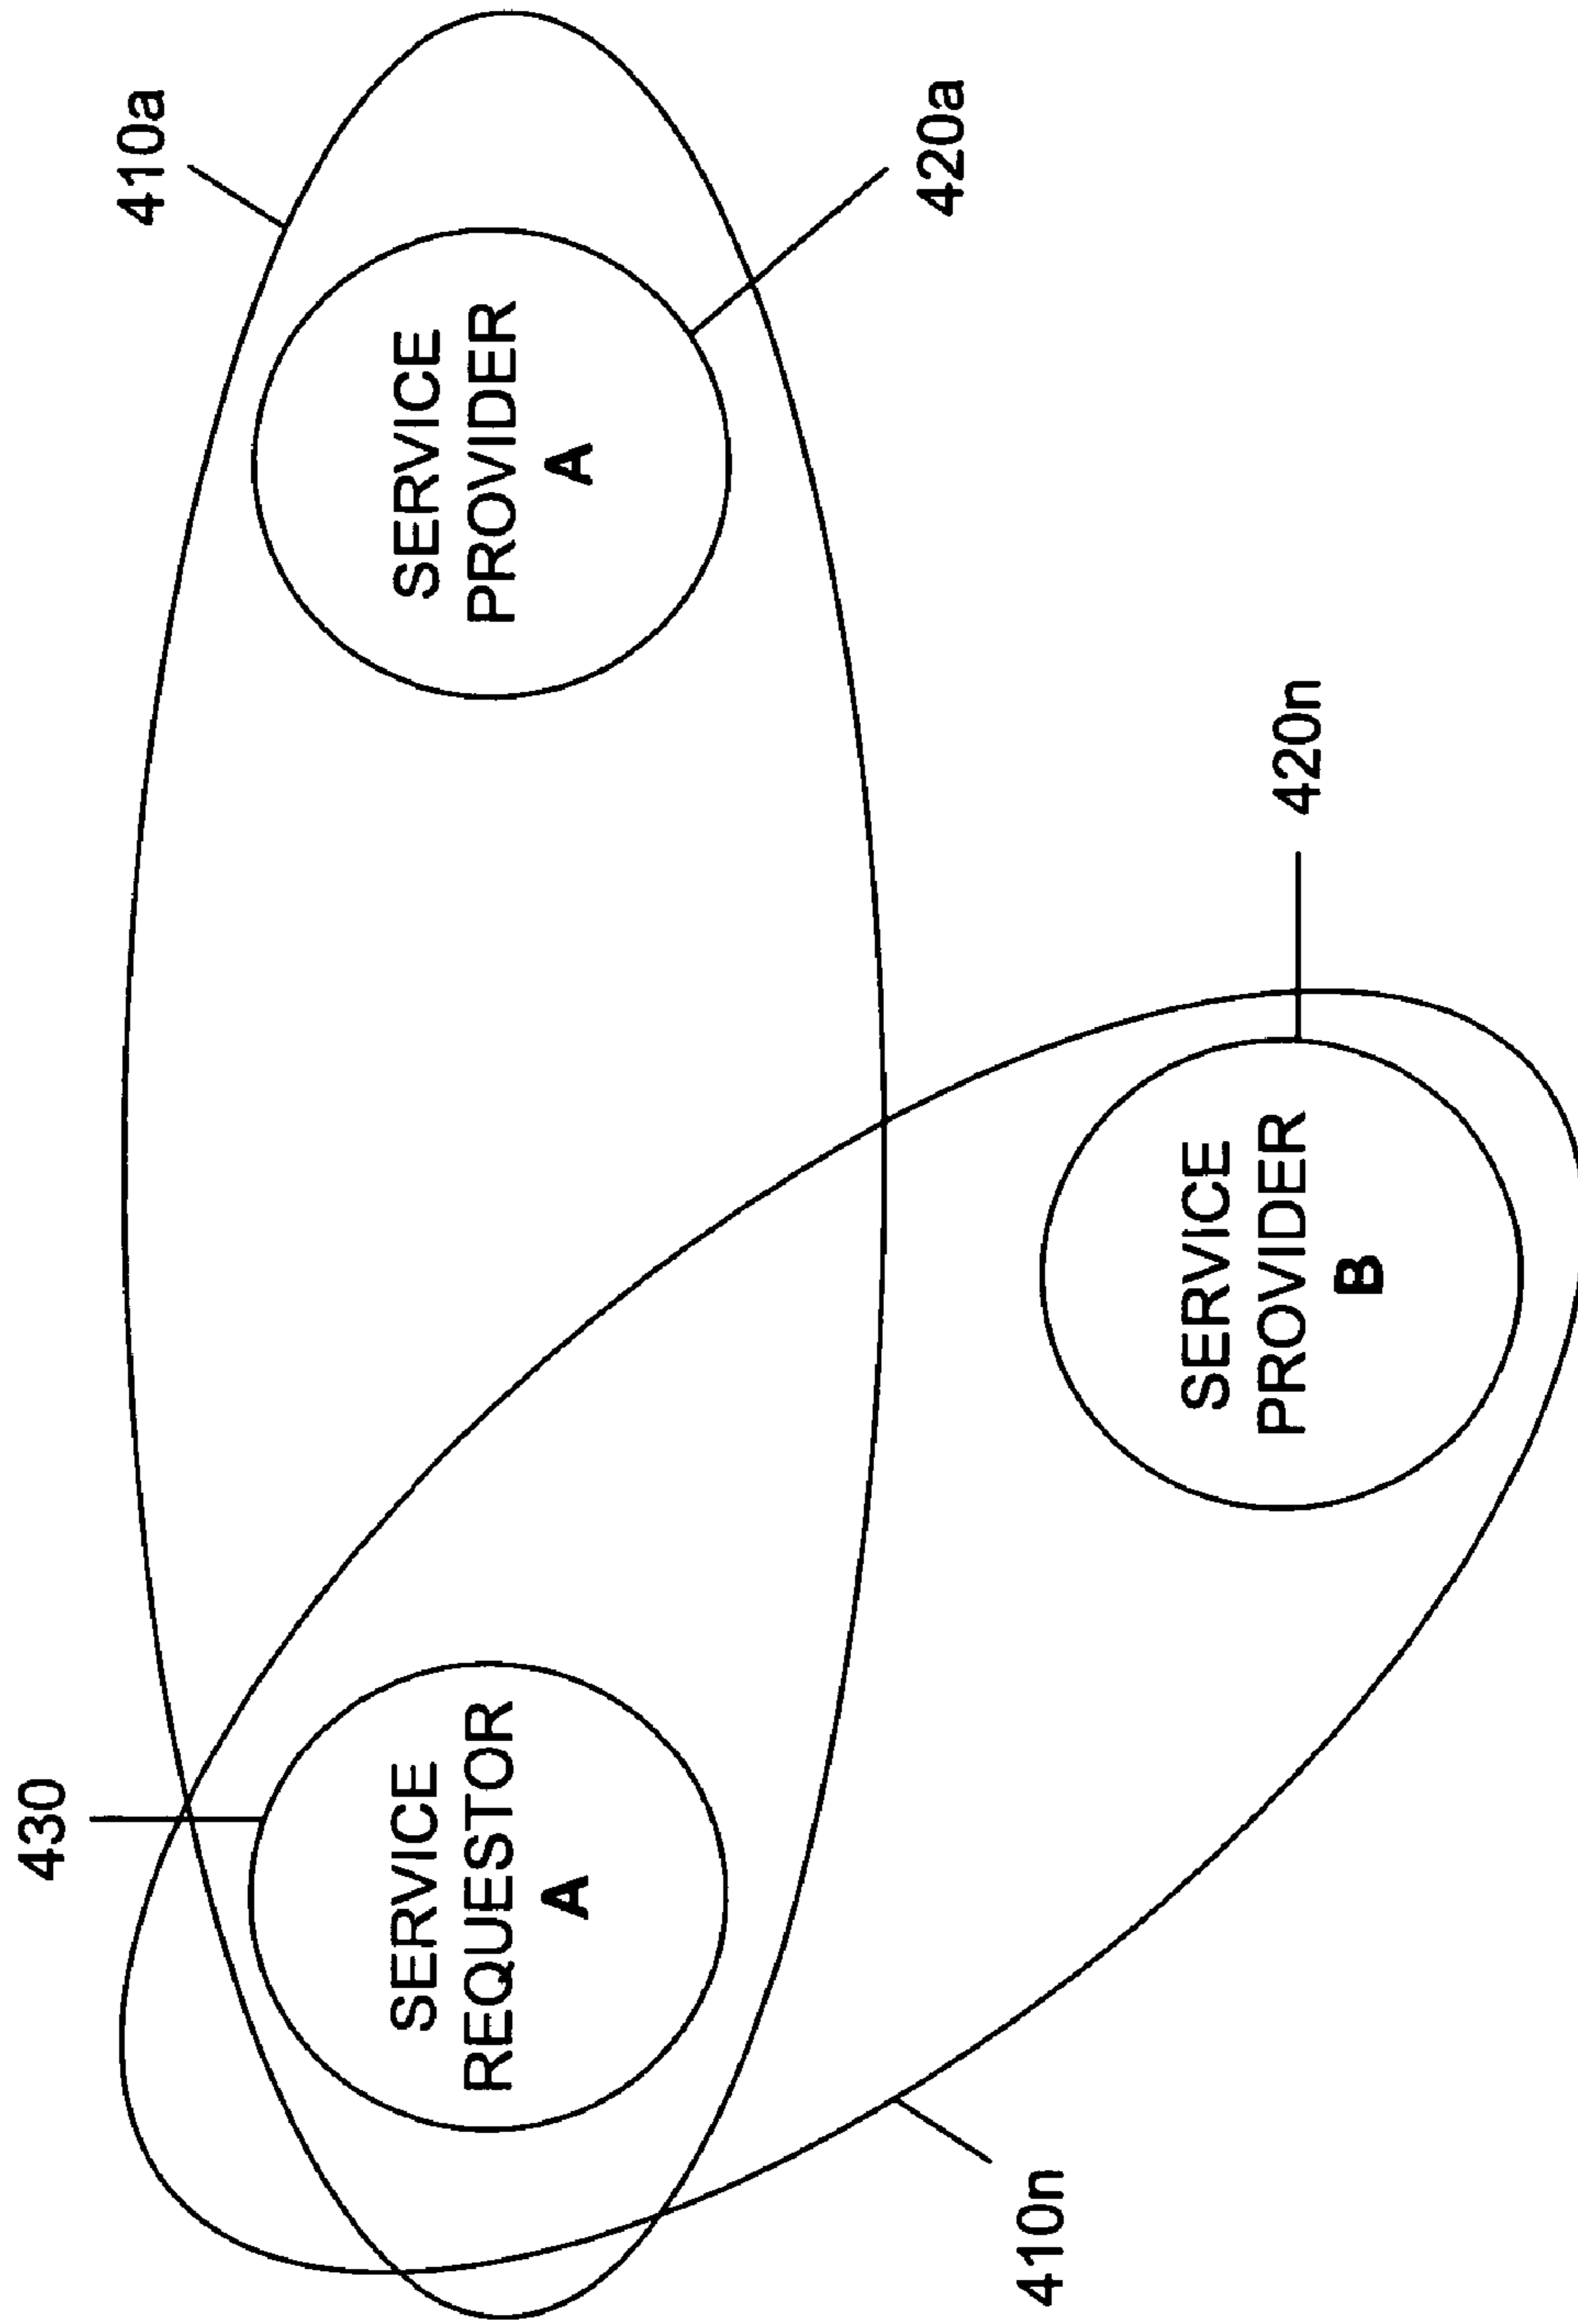 410a
SERVICE
PROVIDER
A
420a
430
SERVICE
REQUESTOR
A
SERVICE
PROVIDER
B
420n
410n